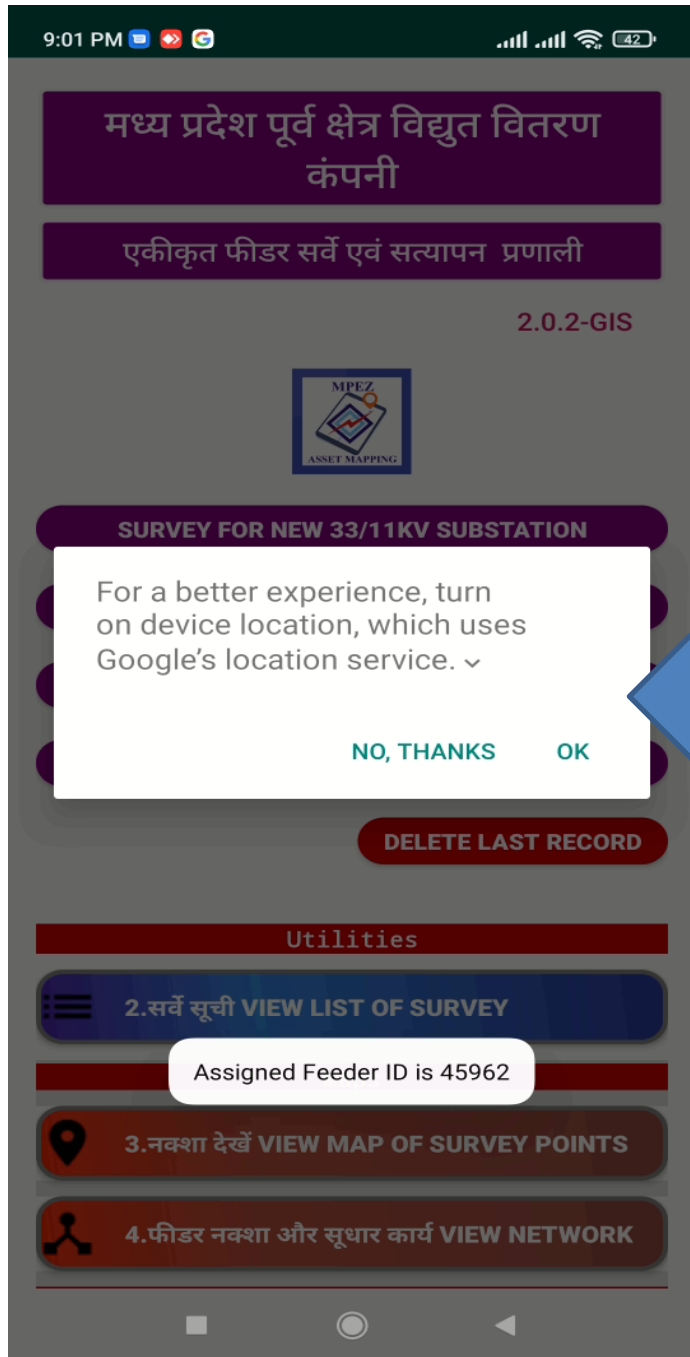 9:01 PM
42
मध्य प्रदेश पूर्व क्षेत्र विद्युत वितरण
कंपनी
एकीकृत फीडर सर्वे एवं सत्यापन प्रणाली
2.0.2-GIS
MPEZ
ASSET MAPPING
SURVEY FOR NEW 33/11KV SUBSTATION
For a better experience, turn
on device location, which uses
Google's location service.
NO, THANKS OK
DELETE LAST RECORD
Utilities
2.सर्वे सूची VIEW LIST OF SURVEY
Assigned Feeder ID is 45962
3.नक्शा देखें VIEW MAP OF SURVEY POINTS
4.फीडर नक्शा और सुधार कार्य VIEW NETWORK